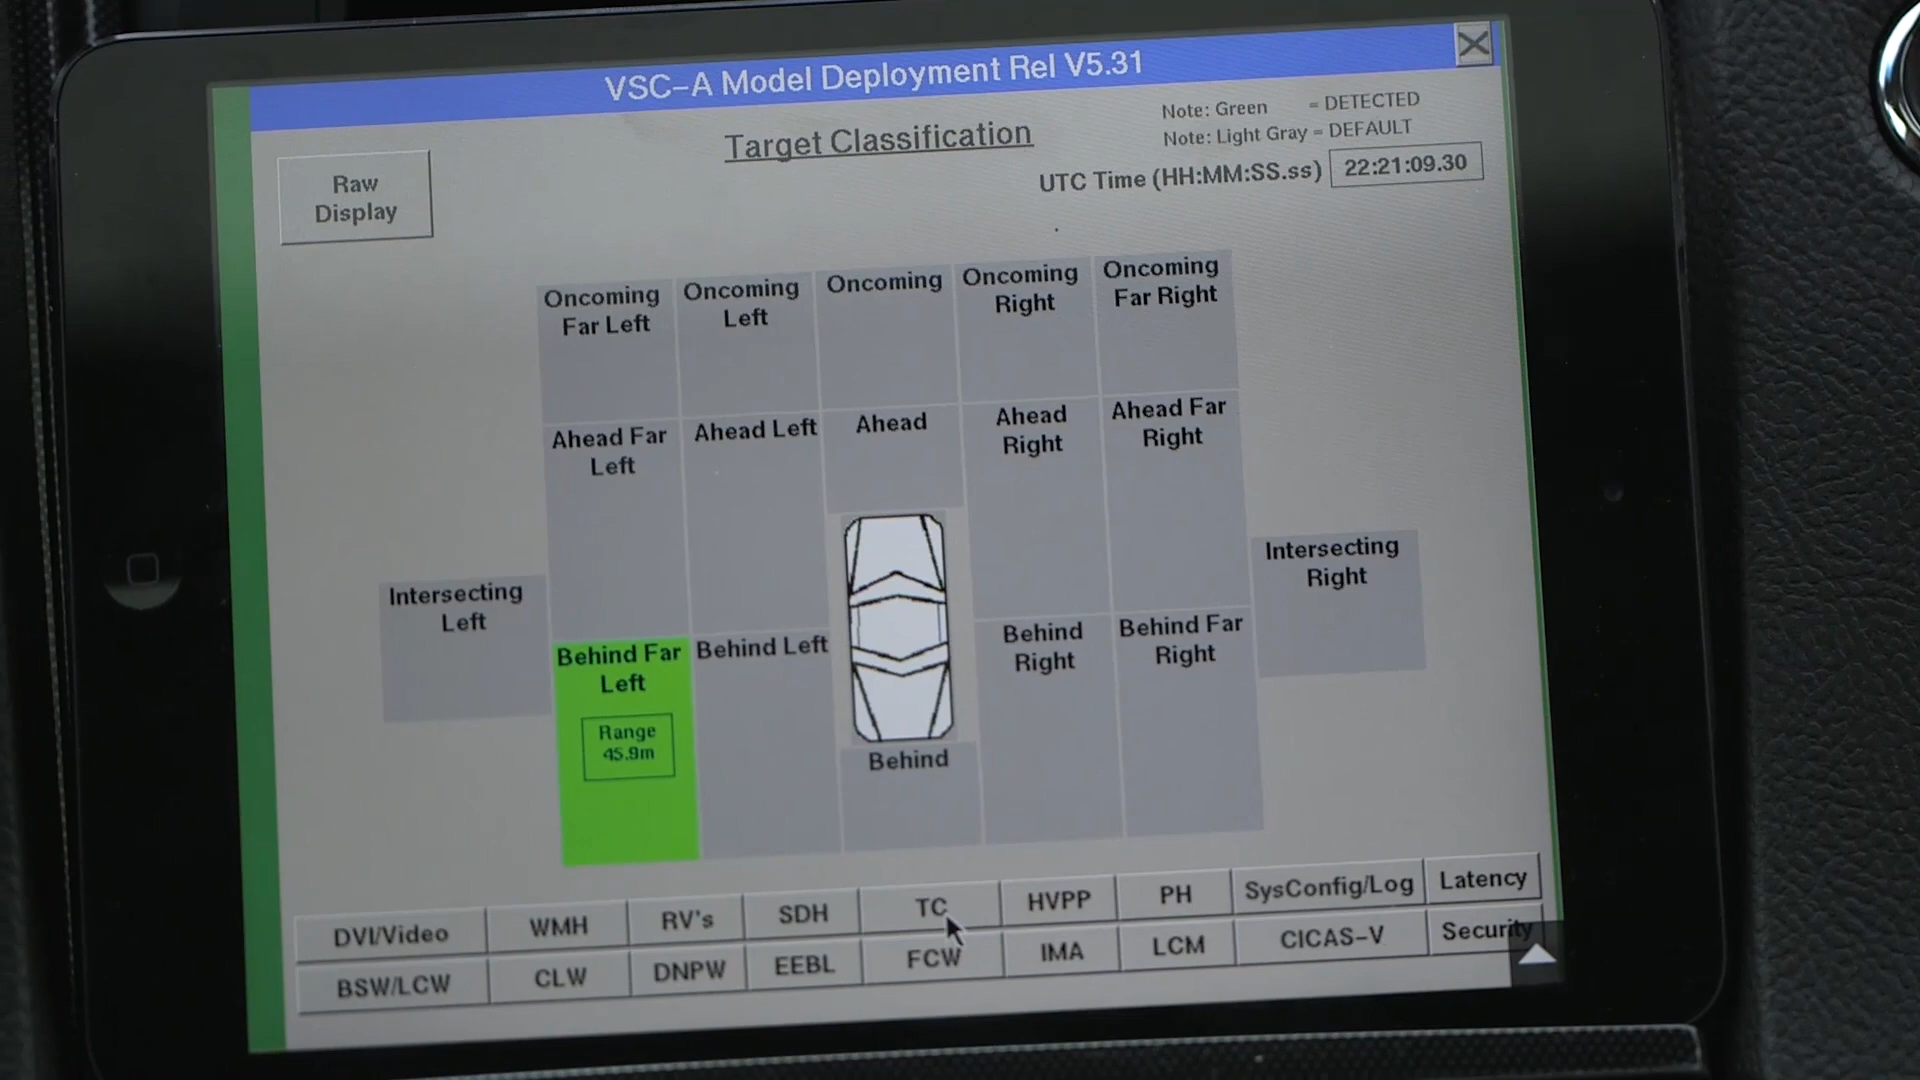 VSC-A Model Deployment Rel V5.31
Target Classification
Note: Green = DETECTED
Note: Light Gray = DEFAULT
UTC Time (HH:MM:SS.ss) 22:21:09.30
Raw
Display
Oncoming
Far Left
Oncoming
Left
Oncoming
Oncoming
Right
Oncoming
Far Right
Ahead Far
Left
Ahead Left
Ahead
Ahead
Right
Ahead Far
Right
Intersecting
Left
Intersecting
Right
Behind Far
Left
Range
45.9m
Behind Left
Behind
Behind
Right
Behind Far
Right
DVI/Video WMH RV's SDH TC HVPP PH SysConfig/Log Latency
BSW/LCW CLW DNPW EEBL FCW IMA LCM CICAS-V Security